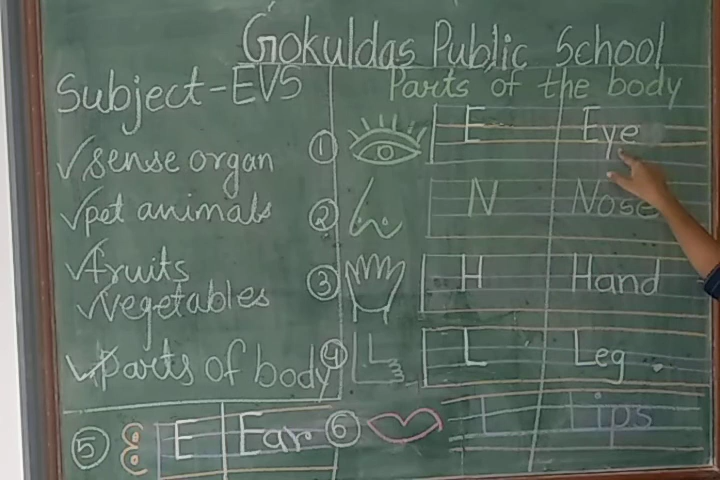 Gokuldas Public School
Subject-EVS
✓sense organ
✓pet animals
✓fruits
✓vegetables
✓parts of body
Parts of the body
① E Eye
② N Nose
③ H Hand
④ L Leg
⑤ E Ear
⑥ L Lips